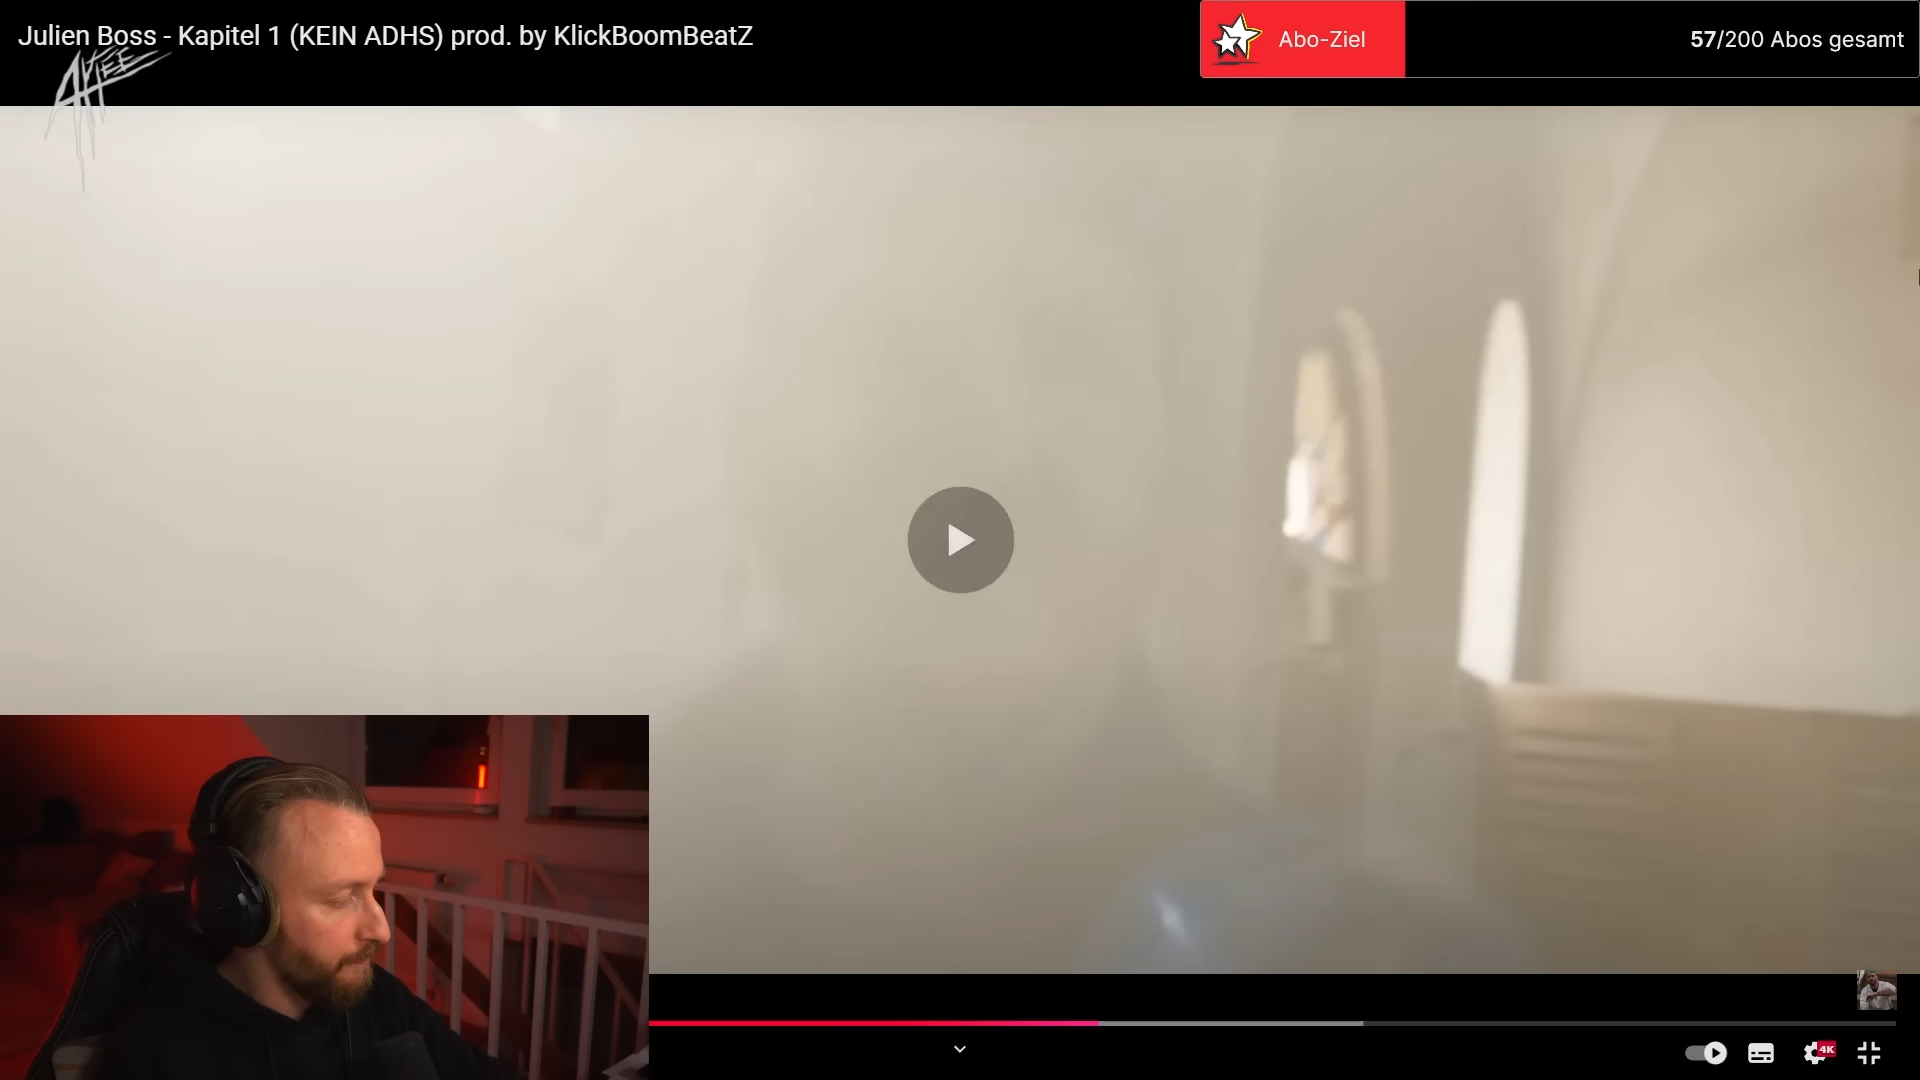 Julien Boss - Kapitel 1 (KEIN ADHS) prod. by KlickBoomBeatZ
Abo-Ziel
57/200 Abos gesamt
4K